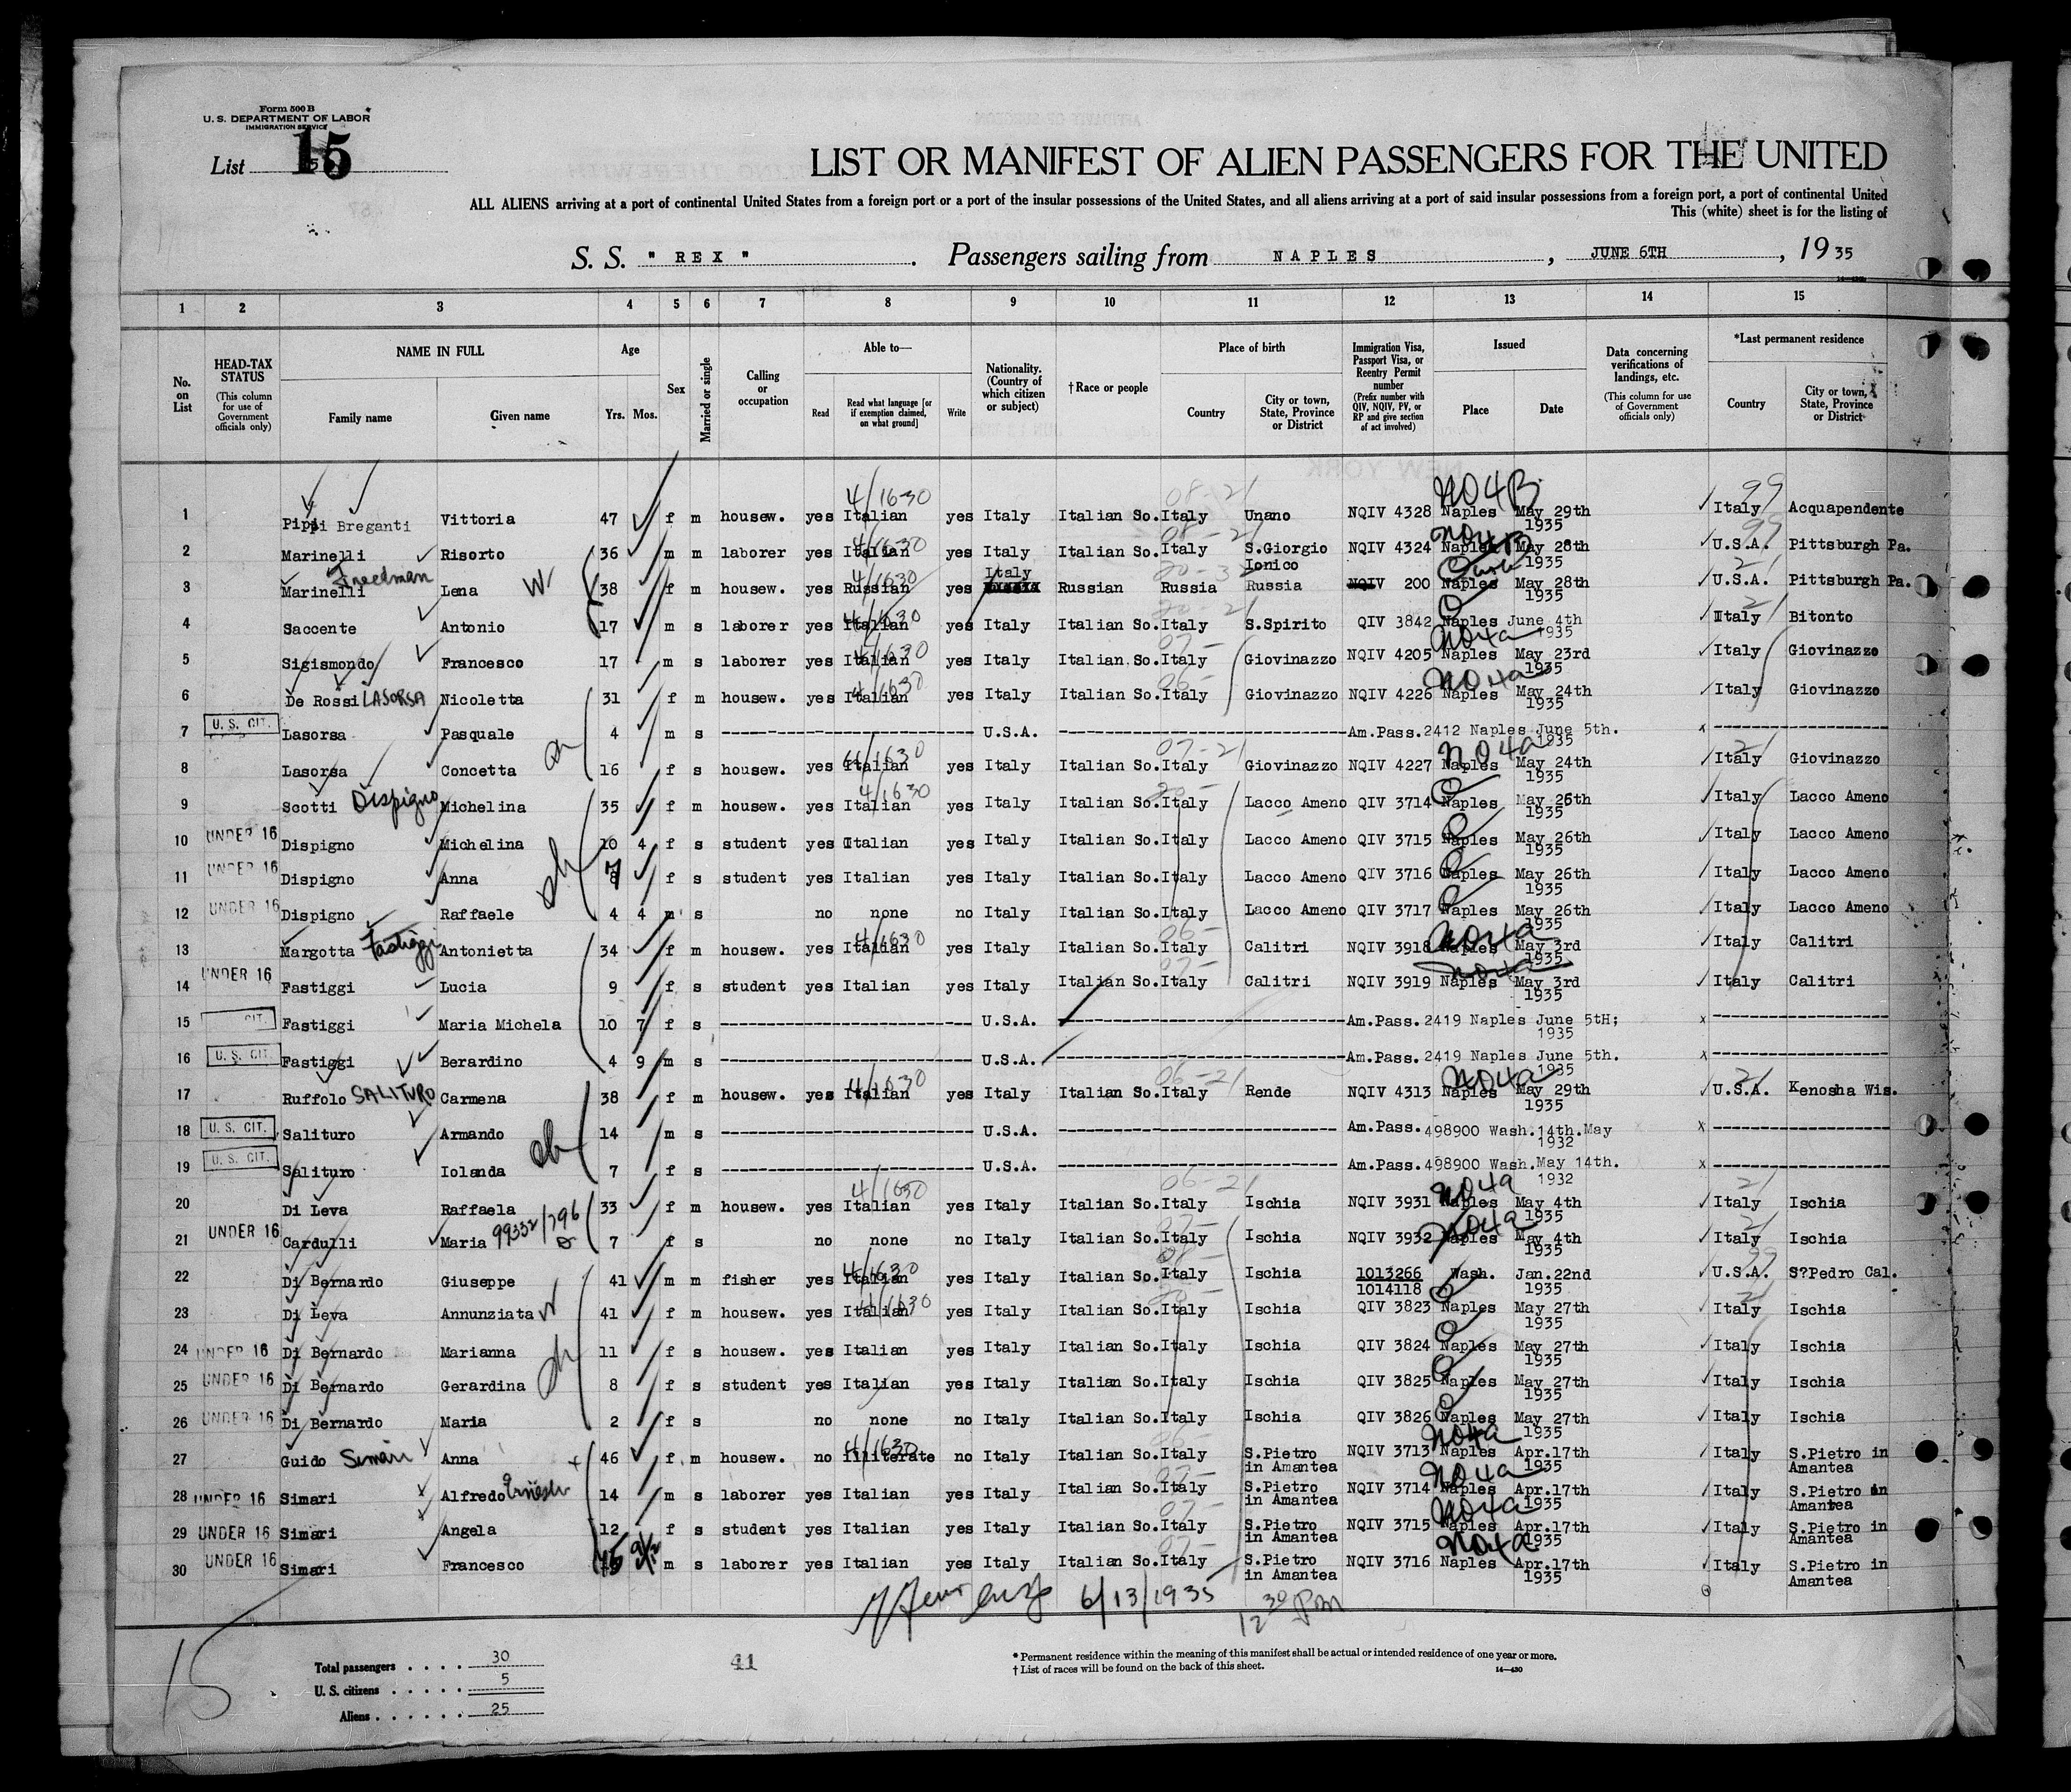 Form 500 B
U. S. DEPARTMENT OF LABOR
IMMIGRATION SERVICE
List 15
LIST OR MANIFEST OF ALIEN PASSENGERS FOR THE UNITED
ALL ALIENS arriving at a port of continental United States from a foreign port or a port of the insular possessions of the United States, and all aliens arriving at a port of said insular possessions from a foreign port, a port of continental United
This (white) sheet is for the listing of
S. S. " REX " . Passengers sailing from NAPLES , JUNE 6TH , 19 35
1 2 3 4 5 6 7 8 9 10 11 12 13 14 15
No. on List
HEAD-TAX STATUS (This column for use of Government officials only)
NAME IN FULL
Family name
Given name
Age
Yrs. Mos.
Sex
Married or single
Calling or occupation
Able to—
Read
Read what language [or if exemption claimed, on what ground]
Write
Nationality. (Country of which citizen or subject)
†Race or people
Place of birth
Country
City or town, State, Province or District
Immigration Visa, Passport Visa, or Reentry Permit number (Prefix number with QIV, NQIV, PV, or RP and give section of act involved)
Issued
Place
Date
Data concerning verifications of landings, etc. (This column for use of Government officials only)
*Last permanent residence
Country
City or town, State, Province or District
1 Pippi Breganti Vittoria 47 f m housew. yes Italian yes Italy Italian So. Italy Unano NQIV 4328 Naples May 29th 1935 Italy Acquapendente
2 Marinelli Risorto 36 m m laborer yes Italian yes Italy Italian So. Italy S.Giorgio Ionico NQIV 4324 Naples May 28th 1935 U.S.A. Pittsburgh Pa.
3 Marinelli Freedman Lena W 38 f m housew. yes Russian yes Italy Russian Russia Russia NQIV 200 Naples May 28th 1935 U.S.A. Pittsburgh Pa.
4 Saccente Antonio 17 m s laborer yes Italian yes Italy Italian So. Italy S.Spirito QIV 3842 Naples June 4th 1935 Italy Bitonto
5 Sigismondo Francesco 17 m s laborer yes Italian yes Italy Italian So. Italy Giovinazzo NQIV 4205 Naples May 23rd 1935 Italy Giovinazzo
6 De Rossi LASORSA Nicoletta 31 f m housew. yes Italian yes Italy Italian So. Italy Giovinazzo NQIV 4226 Naples May 24th 1935 Italy Giovinazzo
7 U. S. CIT. Lasorsa Pasquale 4 m s U.S.A. Am.Pass.2412 Naples June 5th. 1935 x
8 Lasorsa Concetta 16 f s housew. yes Italian yes Italy Italian So. Italy Giovinazzo NQIV 4227 Naples May 24th 1935 Italy Giovinazzo
9 Scotti Dispigno Michelina 35 f m housew. yes Italian yes Italy Italian So. Italy Lacco Ameno QIV 3714 Naples May 26th 1935 Italy Lacco Ameno
10 UNDER 16 Dispigno Michelina 10 4 f s student yes Italian yes Italy Italian So. Italy Lacco Ameno QIV 3715 Naples May 26th 1935 Italy Lacco Ameno
11 UNDER 16 Dispigno Anna 7 f s student yes Italian yes Italy Italian So. Italy Lacco Ameno QIV 3716 Naples May 26th 1935 Italy Lacco Ameno
12 UNDER 16 Dispigno Raffaele 4 4 m s no none no Italy Italian So. Italy Lacco Ameno QIV 3717 Naples May 26th 1935 Italy Lacco Ameno
13 Margotta Fastiggi Antonietta 34 f m housew. yes Italian yes Italy Italian So. Italy Calitri NQIV 3918 Naples May 3rd 1935 Italy Calitri
14 UNDER 16 Fastiggi Lucia 9 f s student yes Italian yes Italy Italian So. Italy Calitri NQIV 3919 Naples May 3rd 1935 Italy Calitri
15 CIT. Fastiggi Maria Michela 10 7 f s U.S.A. Am.Pass.2419 Naples June 5tH; 1935 x
16 U. S. CIT. Fastiggi Berardino 4 9 m s U.S.A. Am.Pass.2419 Naples June 5th. 1935 x
17 Ruffolo SALITURO Carmena 38 f m housew. yes Italian yes Italy Italian So. Italy Rende NQIV 4313 Naples May 29th 1935 U.S.A. Kenosha Wis.
18 U. S. CIT. Salituro Armando 14 m s U.S.A. Am.Pass.498900 Wash.14th.May 1932 x
19 U. S. CIT. Salituro Iolanda 7 f s U.S.A. Am.Pass.498900 Wash.May 14th. 1932 x
20 Di Leva Raffaela 33 f m housew. yes Italian yes Italy Italian So. Italy Ischia NQIV 3931 Naples May 4th 1935 Italy Ischia
21 UNDER 16 Cardulli Maria 99332/796 7 f s no none no Italy Italian So. Italy Ischia NQIV 3932 Naples May 4th 1935 Italy Ischia
22 Di Bernardo Giuseppe 41 m m fisher yes Italian yes Italy Italian So. Italy Ischia 1013266 1014118 Wash. Jan.22nd 1935 U.S.A. S?Pedro Cal.
23 Di Leva Annunziata 41 f m housew. yes Italian yes Italy Italian So. Italy Ischia QIV 3823 Naples May 27th 1935 Italy Ischia
24 UNDER 16 Di Bernardo Marianna 11 f s housew. yes Italian yes Italy Italian So. Italy Ischia QIV 3824 Naples May 27th 1935 Italy Ischia
25 UNDER 16 Di Bernardo Gerardina 8 f s student yes Italian yes Italy Italian So. Italy Ischia QIV 3825 Naples May 27th 1935 Italy Ischia
26 UNDER 16 Di Bernardo Maria 2 f s no none no Italy Italian So. Italy Ischia QIV 3826 Naples May 27th 1935 Italy Ischia
27 Guido Simari Anna 46 f m housew. no illiterate no Italy Italian So. Italy S.Pietro in Amantea NQIV 3713 Naples Apr.17th 1935 Italy S.Pietro in Amantea
28 UNDER 16 Simari Alfredo 14 m s laborer yes Italian yes Italy Italian So. Italy S.Pietro in Amantea NQIV 3714 Naples Apr.17th 1935 Italy S.Pietro in Amantea
29 UNDER 16 Simari Angela 12 f s student yes Italian yes Italy Italian So. Italy S.Pietro in Amantea NQIV 3715 Naples Apr.17th 1935 Italy S.Pietro in Amantea
30 UNDER 16 Simari Francesco 15 m s laborer yes Italian yes Italy Italian So. Italy S.Pietro in Amantea NQIV 3716 Naples Apr.17th 1935 Italy S.Pietro in Amantea
6/13/1935 12 30 pm
15
Total passengers . . . . 30
U. S. citizens . . . . . 5
Aliens . . . . . . 25
41
* Permanent residence within the meaning of this manifest shall be actual or intended residence of one year or more.
† List of races will be found on the back of this sheet.
14—430